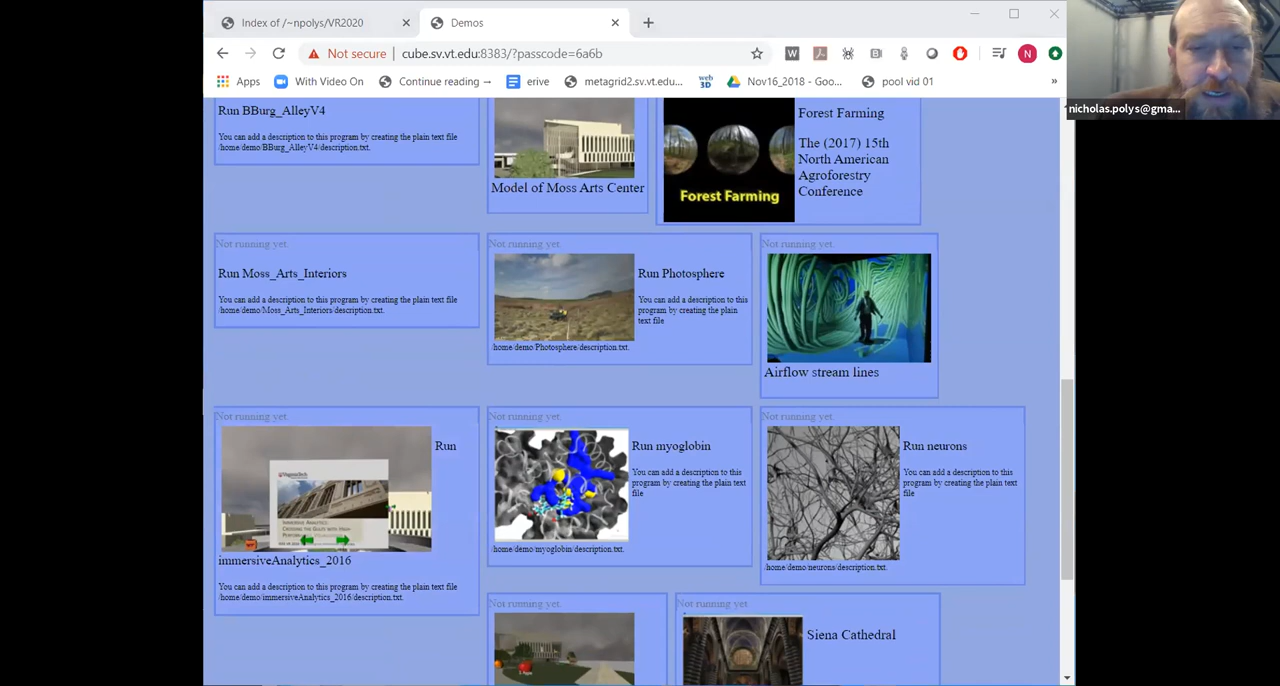 Index of /~npolys/VR2020
Demos
Not secure
cube.sv.vt.edu:8383/?passcode=6a6b
Apps
With Video On
Continue reading →
erive
metagrid2.sv.vt.edu...
web
3D
Nov16_2018 - Goo...
pool vid 01
»
nicholas.polys@gma...
Run BBurg_AlleyV4
You can add a description to this program by creating the plain text file
/home/demo/BBurg_AlleyV4/description.txt.
Model of Moss Arts Center
Forest Farming
Forest Farming
The (2017) 15th
North American
Agroforestry
Conference
Not running yet.
Run Moss_Arts_Interiors
You can add a description to this program by creating the plain text file
/home/demo/Moss_Arts_Interiors/description.txt.
Not running yet.
Run Photosphere
You can add a description to this
program by creating the plain
text file
/home/demo/Photosphere/description.txt.
Not running yet.
Airflow stream lines
Not running yet.
Run
immersiveAnalytics_2016
You can add a description to this program by creating the plain text file
/home/demo/immersiveAnalytics_2016/description.txt.
Not running yet.
Run myoglobin
You can add a description to this
program by creating the plain text
file
/home/demo/myoglobin/description.txt.
Not running yet.
Run neurons
You can add a description to this
program by creating the plain text
file
/home/demo/neurons/description.txt.
Not running yet.
Not running yet.
Siena Cathedral